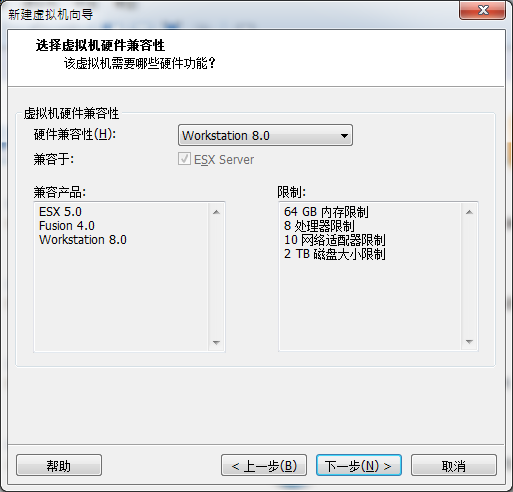 新建虚拟机向导
选择虚拟机硬件兼容性
该虚拟机需要哪些硬件功能?
虚拟机硬件兼容性
硬件兼容性(H): Workstation 8.0
兼容于: ESX Server
兼容产品: 限制:
ESX 5.0
Fusion 4.0
Workstation 8.0
64 GB 内存限制
8 处理器限制
10 网络适配器限制
2 TB 磁盘大小限制
帮助 < 上一步(B) 下一步(N) > 取消